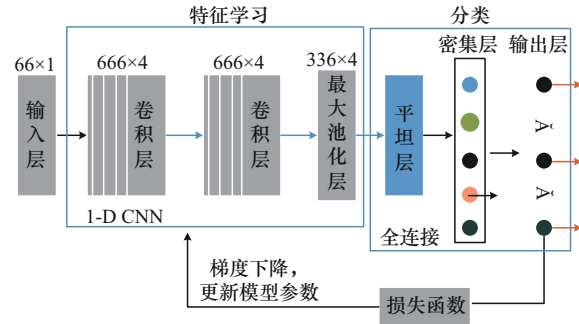 特征学习
分类
66×1
666×4
666×4
336×4
密集层
输出层
输入层
卷积层
卷积层
最大池化层
平坦层
1-D CNN
全连接
梯度下降，
更新模型参数
损失函数